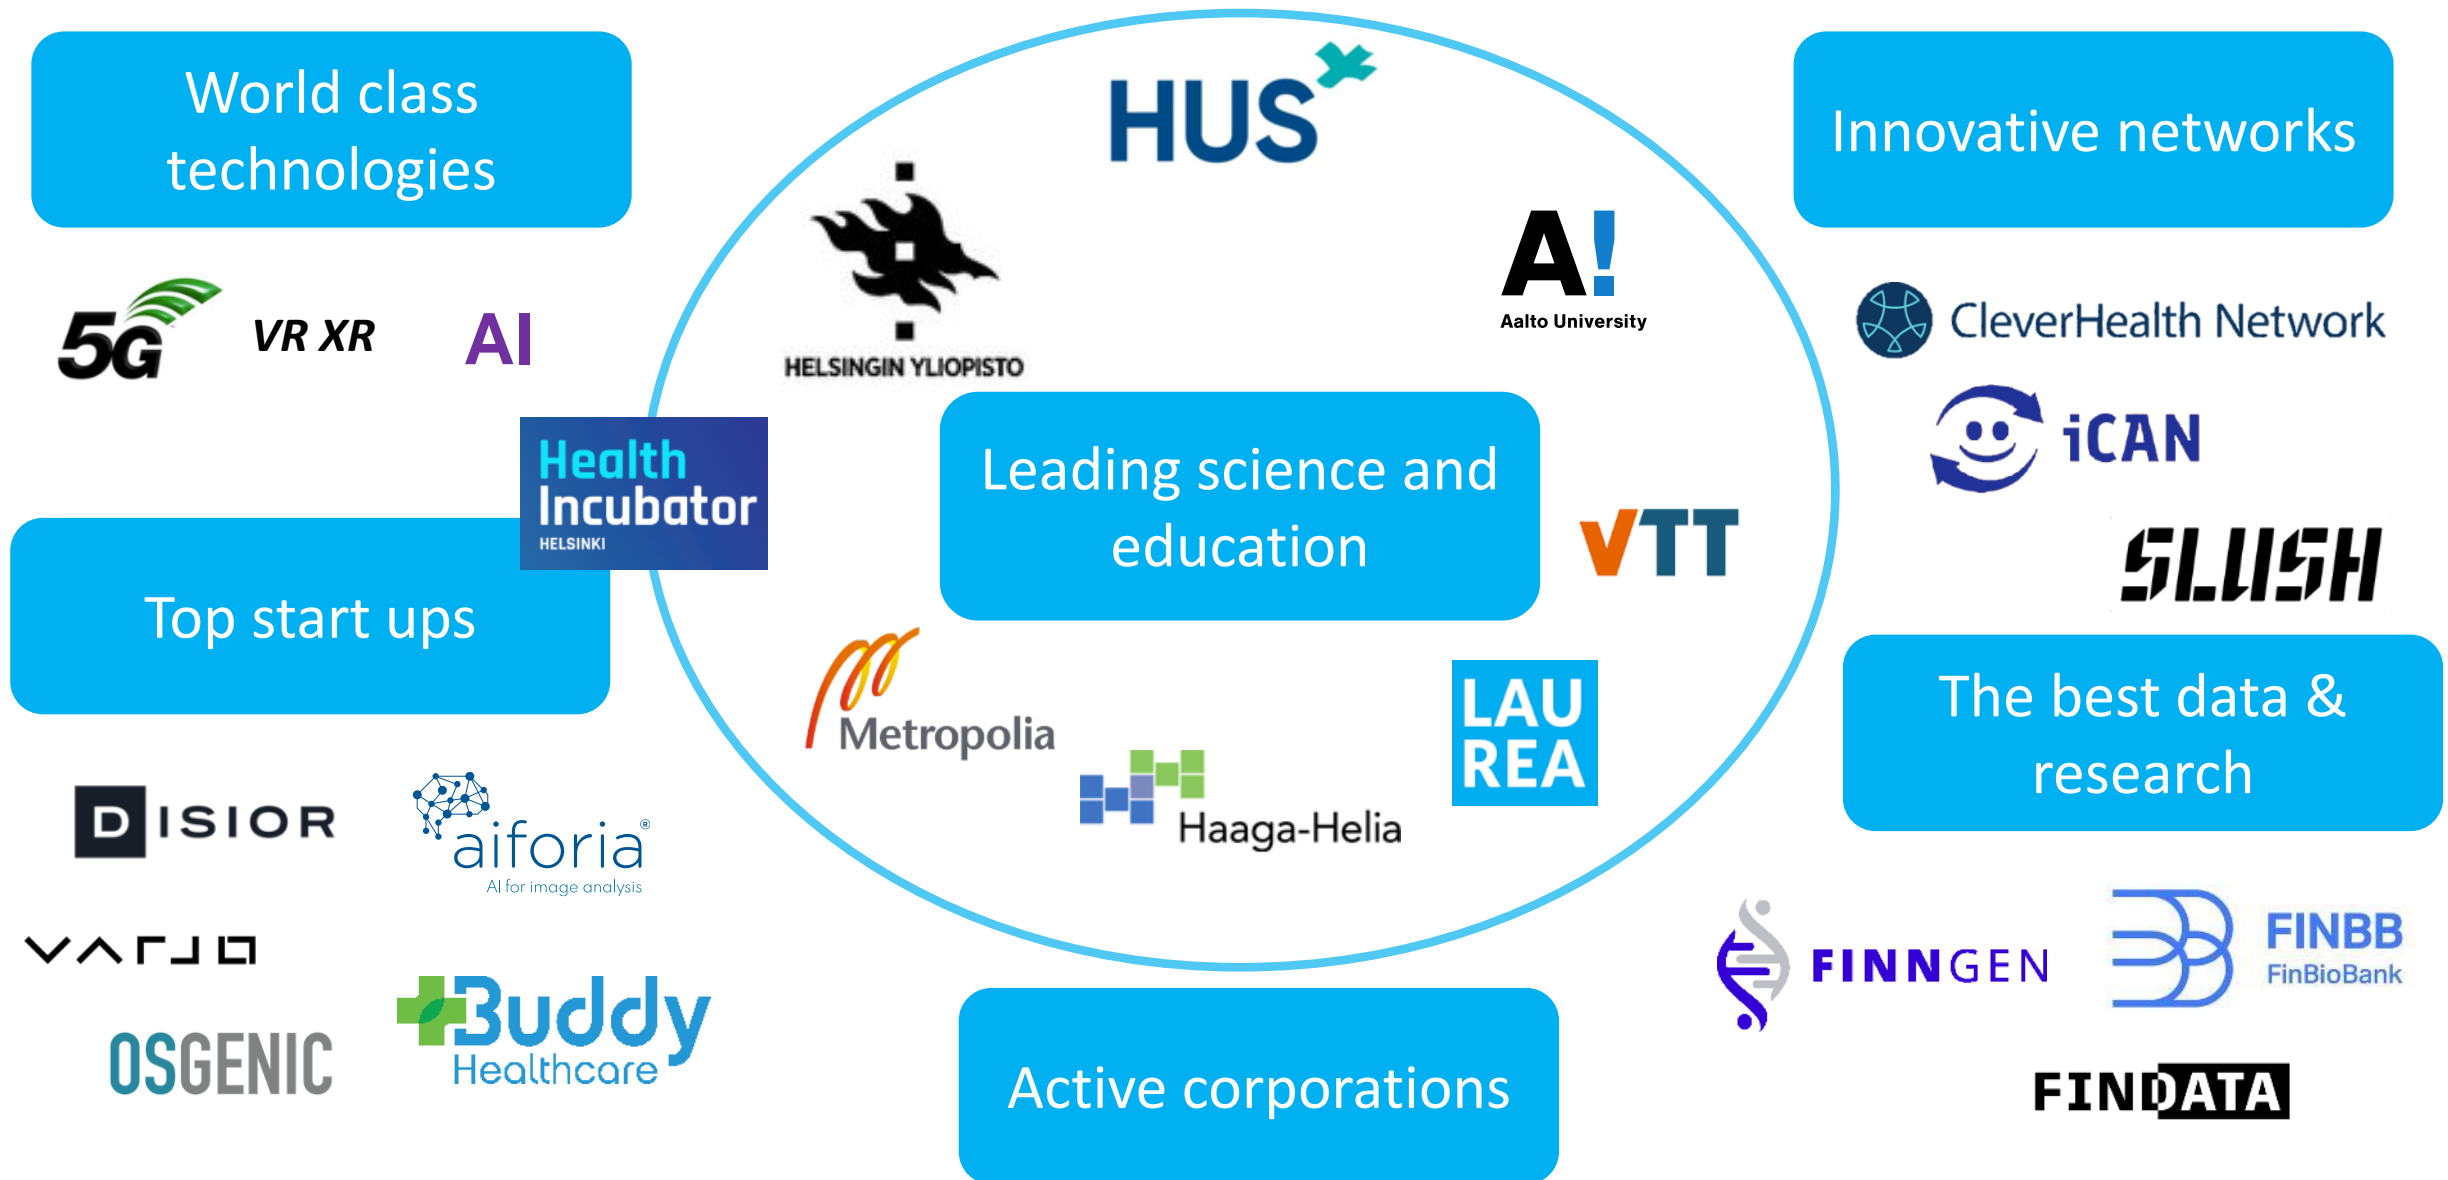 World class
technologies
5G
VR XR
AI
HUS
HELSINGIN YLIOPISTO
A!
Aalto University
Innovative networks
CleverHealth Network
iCAN
SLUSH
Health
Incubator
HELSINKI
Leading science and
education
VTT
Top start ups
Metropolia
Haaga-Helia
LAU
REA
The best data &
research
DISIOR
aiforia®
AI for image analysis
VARJO
OSGENIC
Buddy
Healthcare
Active corporations
FINNGEN
FINBB
FinBioBank
FINDATA